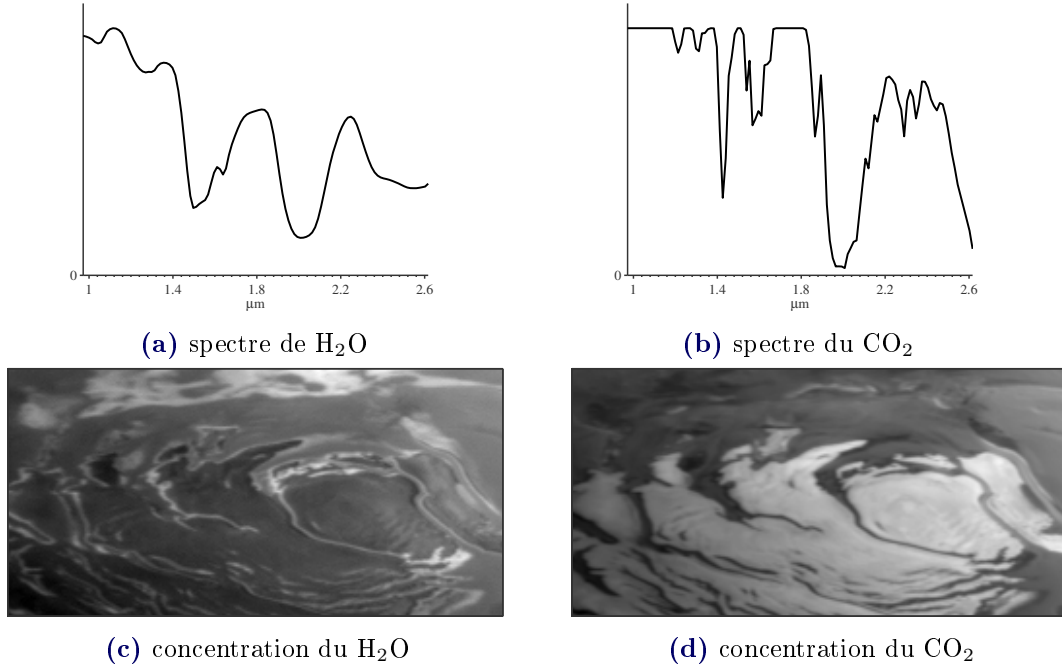 0
1 1.4 1.8 2.2 2.6
μm
(a) spectre de H₂O
0
1 1.4 1.8 2.2 2.6
μm
(b) spectre du CO₂
(c) concentration du H₂O
(d) concentration du CO₂